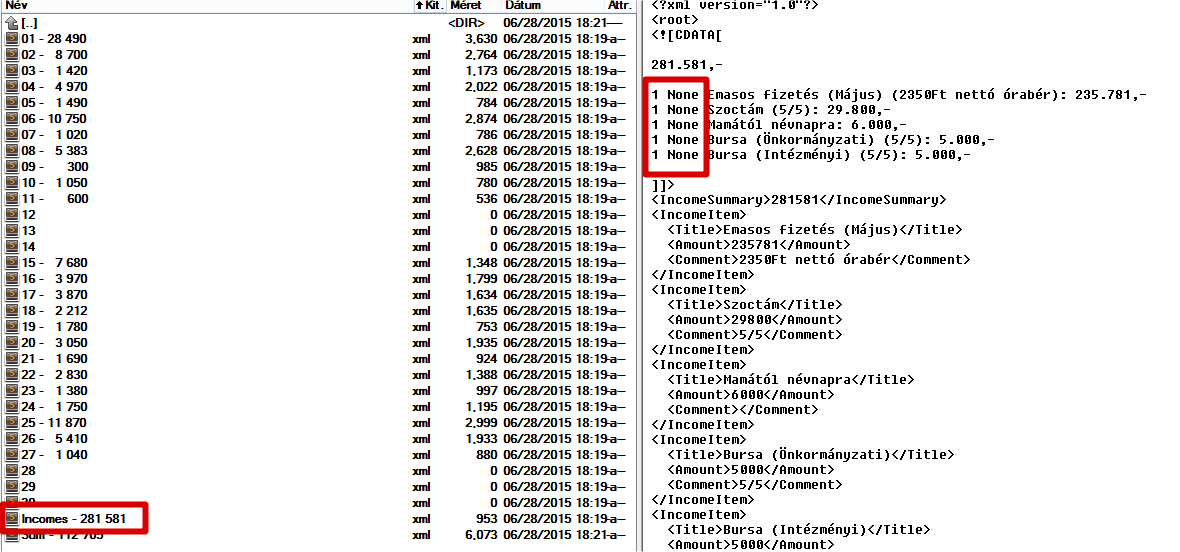 Név Kit. Méret Dátum Attr.
[..] <DIR> 06/28/2015 18:21 —
01 - 28 490 xml 3,630 06/28/2015 18:19 -a--
02 - 8 700 xml 2,764 06/28/2015 18:19 -a--
03 - 1 420 xml 1,173 06/28/2015 18:19 -a--
04 - 4 970 xml 2,022 06/28/2015 18:19 -a--
05 - 1 490 xml 784 06/28/2015 18:19 -a--
06 - 10 750 xml 2,874 06/28/2015 18:19 -a--
07 - 1 020 xml 786 06/28/2015 18:19 -a--
08 - 5 383 xml 2,628 06/28/2015 18:19 -a--
09 - 300 xml 985 06/28/2015 18:19 -a--
10 - 1 050 xml 780 06/28/2015 18:19 -a--
11 - 600 xml 536 06/28/2015 18:19 -a--
12 xml 0 06/28/2015 18:19 -a--
13 xml 0 06/28/2015 18:19 -a--
14 xml 0 06/28/2015 18:19 -a--
15 - 7 680 xml 1,348 06/28/2015 18:19 -a--
16 - 3 970 xml 1,799 06/28/2015 18:19 -a--
17 - 3 870 xml 1,634 06/28/2015 18:19 -a--
18 - 2 212 xml 1,635 06/28/2015 18:19 -a--
19 - 1 780 xml 753 06/28/2015 18:19 -a--
20 - 3 050 xml 1,935 06/28/2015 18:19 -a--
21 - 1 690 xml 924 06/28/2015 18:19 -a--
22 - 2 830 xml 1,388 06/28/2015 18:19 -a--
23 - 1 380 xml 997 06/28/2015 18:19 -a--
24 - 1 750 xml 1,195 06/28/2015 18:19 -a--
25 - 11 870 xml 2,999 06/28/2015 18:19 -a--
26 - 5 410 xml 1,933 06/28/2015 18:19 -a--
27 - 1 040 xml 880 06/28/2015 18:19 -a--
28 xml 0 06/28/2015 18:19 -a--
29 xml 0 06/28/2015 18:19 -a--
30 xml 0 06/28/2015 18:19 -a--
Incomes - 281 581 xml 953 06/28/2015 18:19 -a--
Sum - 112 705 xml 6,073 06/28/2015 18:21 -a--
<?xml version="1.0"?>
<root>
<![CDATA[
281.581,-
1 None Emasos fizetés (Május) (2350Ft nettó órabér): 235.781,-
1 None Szoctám (5/5): 29.800,-
1 None Mamától névnapra: 6.000,-
1 None Bursa (Önkormányzati) (5/5): 5.000,-
1 None Bursa (Intézményi) (5/5): 5.000,-
]]>
<IncomeSummary>281581</IncomeSummary>
<IncomeItem>
<Title>Emasos fizetés (Május)</Title>
<Amount>235781</Amount>
<Comment>2350Ft nettó órabér</Comment>
</IncomeItem>
<IncomeItem>
<Title>Szoctám</Title>
<Amount>29800</Amount>
<Comment>5/5</Comment>
</IncomeItem>
<IncomeItem>
<Title>Mamától névnapra</Title>
<Amount>6000</Amount>
<Comment></Comment>
</IncomeItem>
<IncomeItem>
<Title>Bursa (Önkormányzati)</Title>
<Amount>5000</Amount>
<Comment>5/5</Comment>
</IncomeItem>
<IncomeItem>
<Title>Bursa (Intézményi)</Title>
<Amount>5000</Amount>